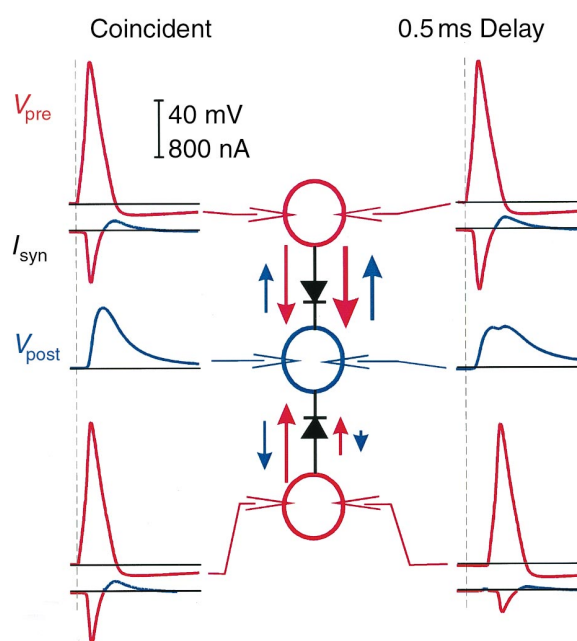 Coincident
0.5 ms Delay
Vpre
40 mV
800 nA
Isyn
Vpost